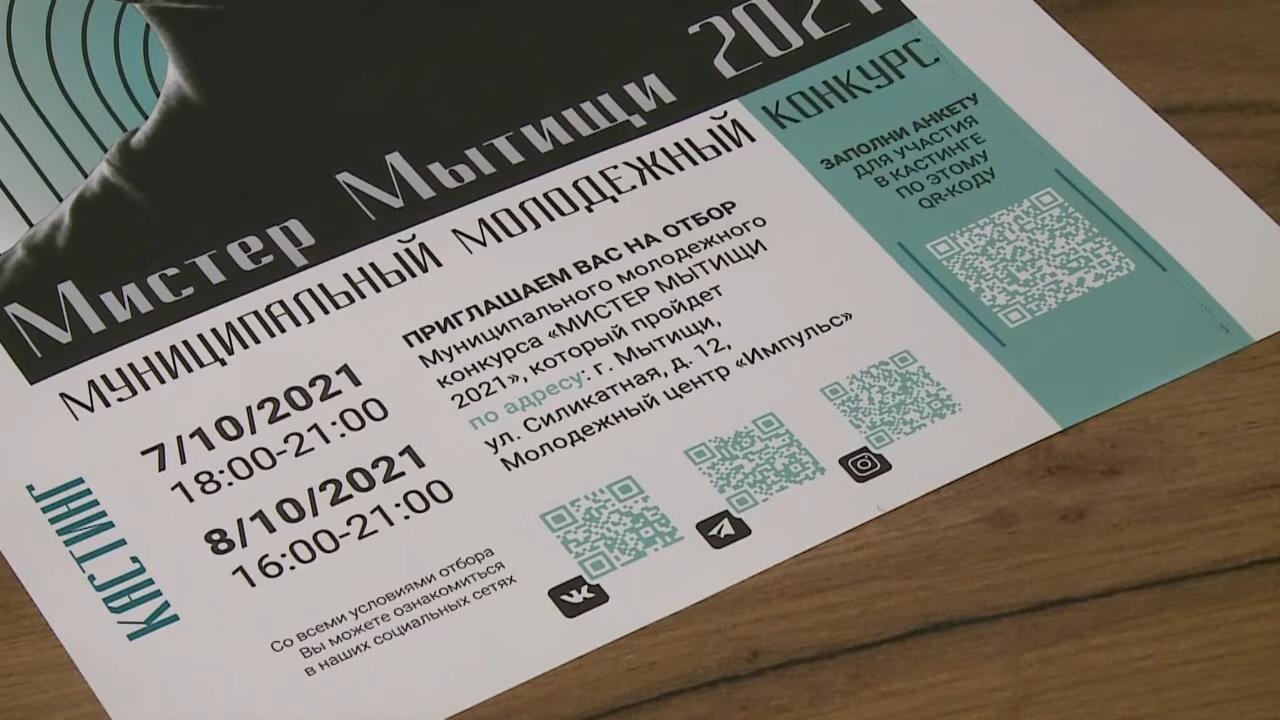 Мистер Мытищи 2021
МУНИЦИПАЛЬНЫЙ МОЛОДЕЖНЫЙ КОНКУРС
КАСТИНГ
7/10/2021
18:00-21:00
8/10/2021
16:00-21:00
ПРИГЛАШАЕМ ВАС НА ОТБОР
Муниципального молодежного
конкурса «МИСТЕР МЫТИЩИ
2021», который пройдет
по адресу: г. Мытищи,
ул. Силикатная, д. 12,
Молодежный центр «Импульс»
ЗАПОЛНИ АНКЕТУ
ДЛЯ УЧАСТИЯ
В КАСТИНГЕ
ПО ЭТОМУ
QR-КОДУ
Со всеми условиями отбора
Вы можете ознакомиться
в наших социальных сетях